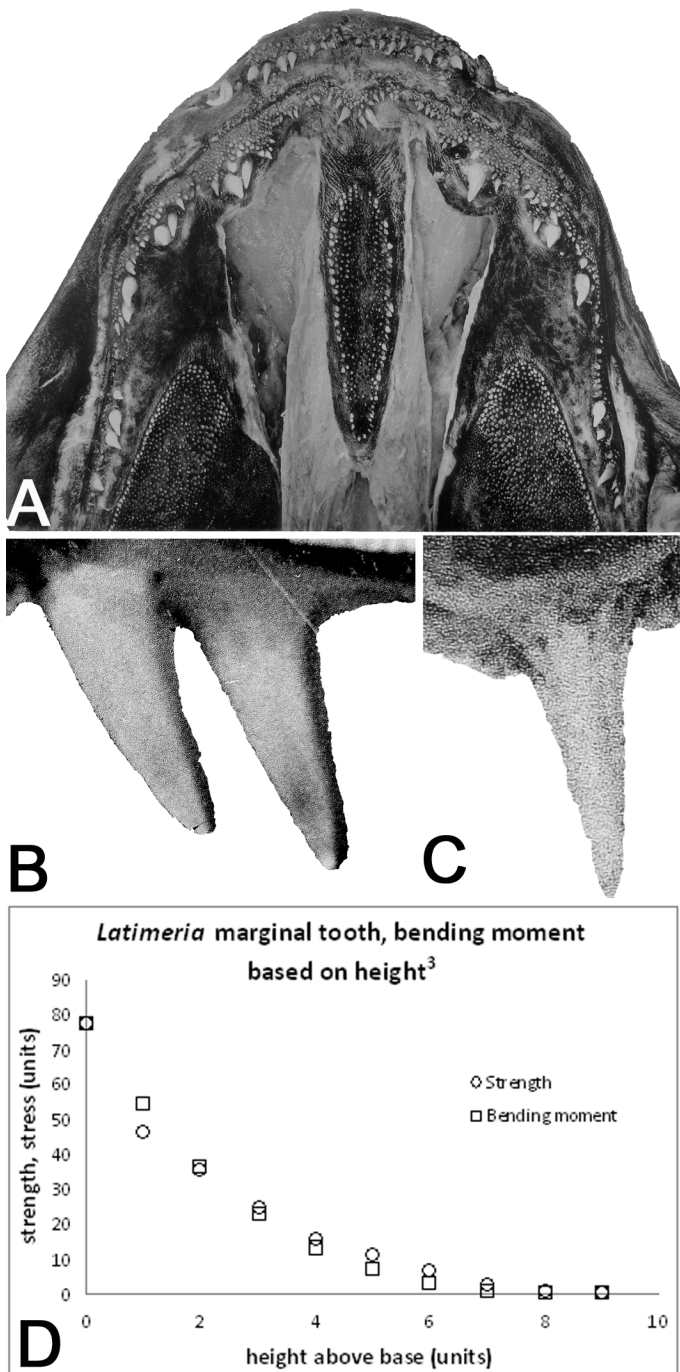 A
B
C
Latimeria marginal tooth, bending moment
based on height³
90
80
70
60
50
40
30
20
10
0
strength, stress (units)
Strength
Bending moment
0 2 4 6 8 10
height above base (units)
D